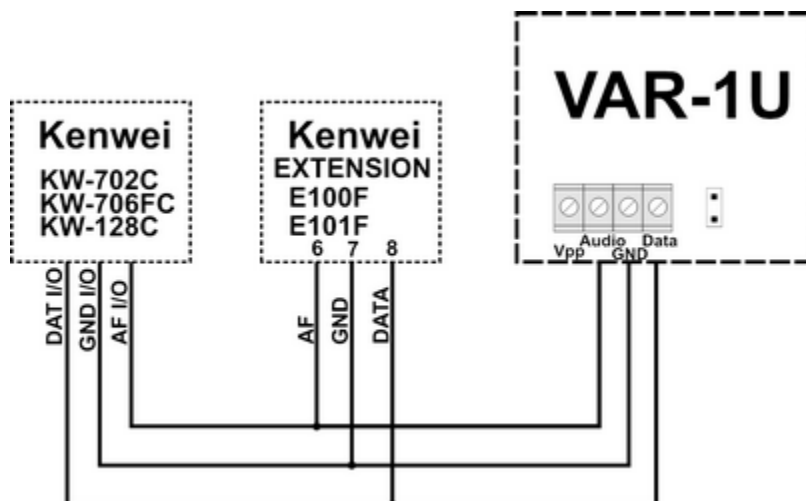 Kenwei
KW-702C
KW-706FC
KW-128C
DAT I/O
GND I/O
AF I/O
Kenwei
EXTENSION
E100F
E101F
6 7 8
AF
GND
DATA
VAR-1U
Vpp Audio GND Data